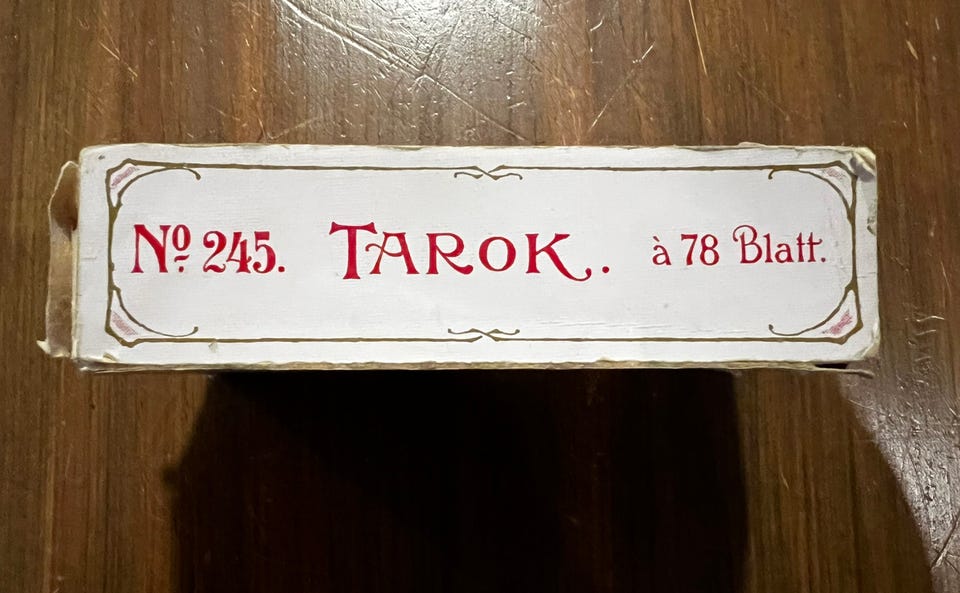 Nº 245. TAROK. à 78 Blatt.